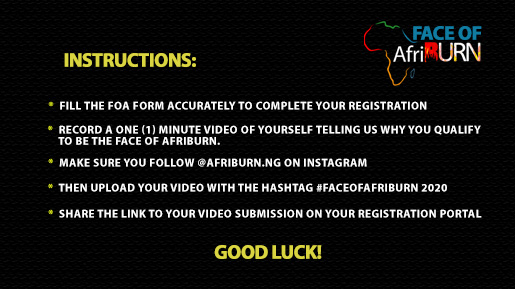 FACE OF
AfriBURN
INSTRUCTIONS:
* FILL THE FOA FORM ACCURATELY TO COMPLETE YOUR REGISTRATION
* RECORD A ONE (1) MINUTE VIDEO OF YOURSELF TELLING US WHY YOU QUALIFY
TO BE THE FACE OF AFRIBURN.
* MAKE SURE YOU FOLLOW @AFRIBURN.NG ON INSTAGRAM
* THEN UPLOAD YOUR VIDEO WITH THE HASHTAG #FACEOFAFRIBURN 2020
* SHARE THE LINK TO YOUR VIDEO SUBMISSION ON YOUR REGISTRATION PORTAL
GOOD LUCK!